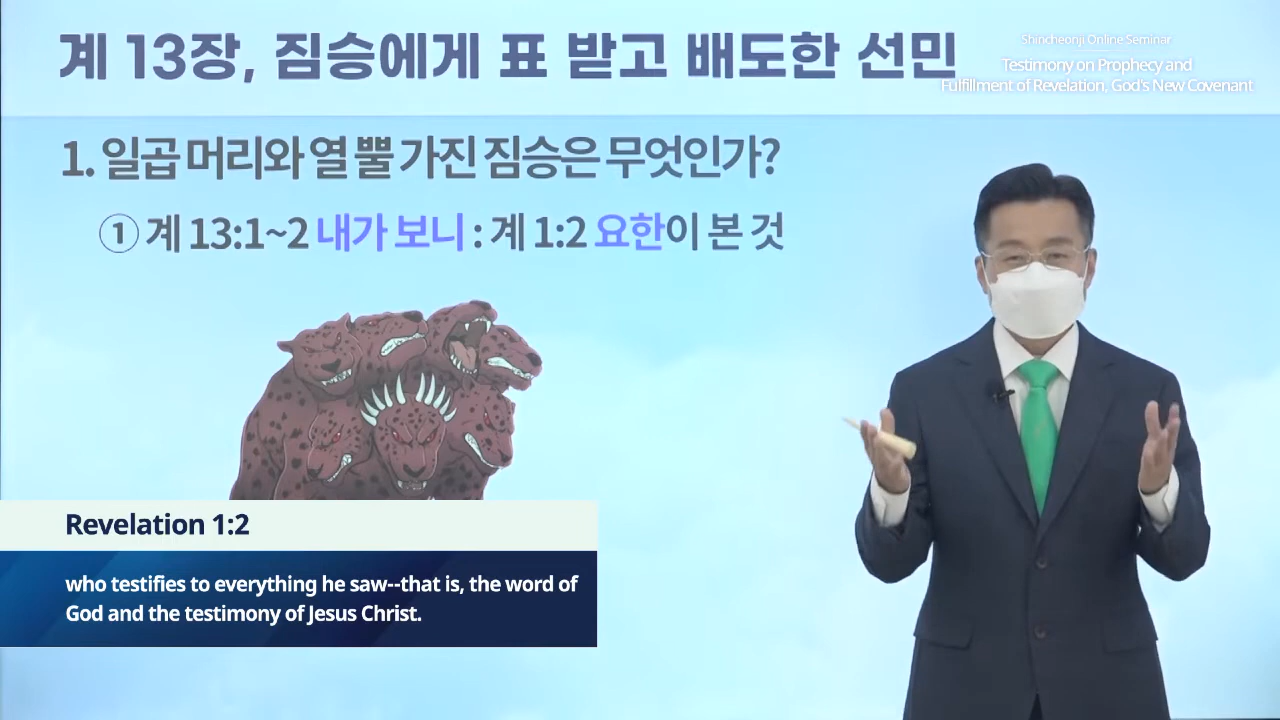 계 13장, 짐승에게 표 받고 배도한 선민
Shincheonji Online Seminar
Testimony on Prophecy and
Fulfillment of Revelation, God's New Covenant
1. 일곱 머리와 열 뿔 가진 짐승은 무엇인가?
① 계 13:1~2 내가 보니 : 계 1:2 요한이 본 것
Revelation 1:2
who testifies to everything he saw--that is, the word of
God and the testimony of Jesus Christ.